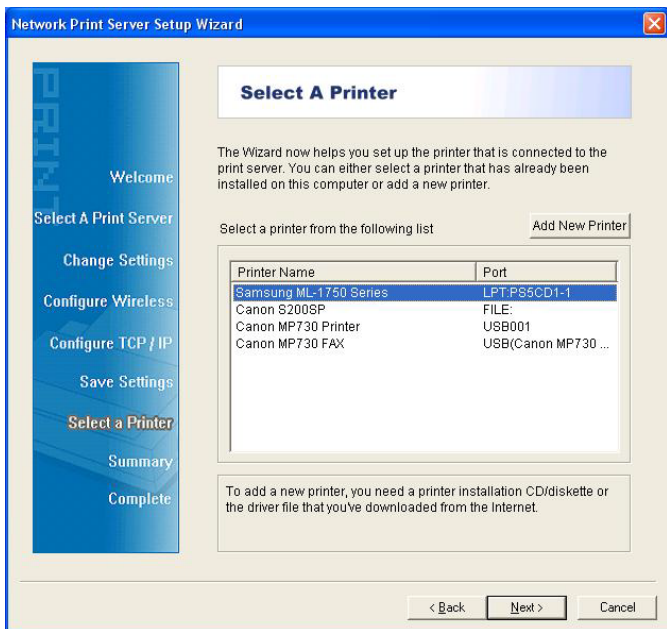 Network Print Server Setup Wizard
PRINT
Welcome
Select A Print Server
Change Settings
Configure Wireless
Configure TCP / IP
Save Settings
Select a Printer
Summary
Complete
Select A Printer
The Wizard now helps you set up the printer that is connected to the
print server. You can either select a printer that has already been
installed on this computer or add a new printer.
Select a printer from the following list
Add New Printer
Printer Name Port
Samsung ML-1750 Series LPT:PS5CD1-1
Canon S200SP FILE:
Canon MP730 Printer USB001
Canon MP730 FAX USB(Canon MP730 ...
To add a new printer, you need a printer installation CD/diskette or
the driver file that you've downloaded from the Internet.
< Back Next > Cancel